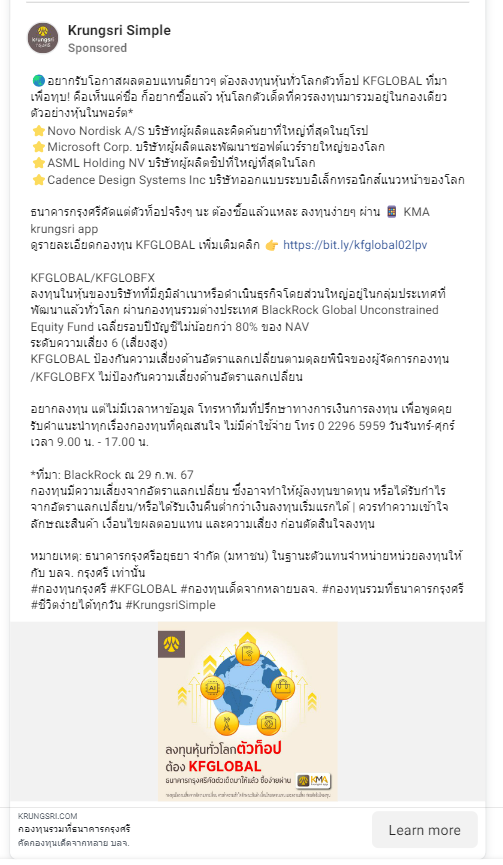 Krungsri Simple
Sponsored
krungsri
กรุงศรี
🌏อยากรับโอกาสผลตอบแทนดียาวๆ ต้องลงทุนหุ้นทั่วโลกตัวท็อป KFGLOBAL ที่มา
เพื่อทุบ! คือเห็นแค่ชื่อ ก็อยากซื้อแล้ว หุ้นโลกตัวเด็ดที่ควรลงทุนมารวมอยู่ในกองเดียว
ตัวอย่างหุ้นในพอร์ต*
⭐Novo Nordisk A/S บริษัทผู้ผลิตและคิดค้นยาที่ใหญ่ที่สุดในยุโรป
⭐Microsoft Corp. บริษัทผู้ผลิตและพัฒนาซอฟต์แวร์รายใหญ่ของโลก
⭐ASML Holding NV บริษัทผู้ผลิตชิปที่ใหญ่ที่สุดในโลก
⭐Cadence Design Systems Inc บริษัทออกแบบระบบอิเล็กทรอนิกส์แนวหน้าของโลก
ธนาคารกรุงศรีคัดแต่ตัวท็อปจริงๆ นะ ต้องซื้อแล้วแหละ ลงทุนง่ายๆ ผ่าน 📱 KMA
krungsri app
ดูรายละเอียดกองทุน KFGLOBAL เพิ่มเติมคลิก 👉 https://bit.ly/kfglobal02lpv
KFGLOBAL/KFGLOBFX
ลงทุนในหุ้นของบริษัทที่มีภูมิลำเนาหรือดำเนินธุรกิจโดยส่วนใหญ่อยู่ในกลุ่มประเทศที่
พัฒนาแล้วทั่วโลก ผ่านกองทุนรวมต่างประเทศ BlackRock Global Unconstrained
Equity Fund เฉลี่ยรอบปีบัญชีไม่น้อยกว่า 80% ของ NAV
ระดับความเสี่ยง 6 (เสี่ยงสูง)
KFGLOBAL ป้องกันความเสี่ยงด้านอัตราแลกเปลี่ยนตามดุลยพินิจของผู้จัดการกองทุน
/KFGLOBFX ไม่ป้องกันความเสี่ยงด้านอัตราแลกเปลี่ยน
อยากลงทุน แต่ไม่มีเวลาหาข้อมูล โทรหาทีมที่ปรึกษาทางการเงินการลงทุน เพื่อพูดคุย
รับคำแนะนำทุกเรื่องกองทุนที่คุณสนใจ ไม่มีค่าใช้จ่าย โทร 0 2296 5959 วันจันทร์-ศุกร์
เวลา 9.00 น. - 17.00 น.
*ที่มา: BlackRock ณ 29 ก.พ. 67
กองทุนมีความเสี่ยงจากอัตราแลกเปลี่ยน ซึ่งอาจทำให้ผู้ลงทุนขาดทุน หรือได้รับกำไร
จากอัตราแลกเปลี่ยน/หรือได้รับเงินคืนต่ำกว่าเงินลงทุนเริ่มแรกได้ | ควรทำความเข้าใจ
ลักษณะสินค้า เงื่อนไขผลตอบแทน และความเสี่ยง ก่อนตัดสินใจลงทุน
หมายเหตุ: ธนาคารกรุงศรีอยุธยา จำกัด (มหาชน) ในฐานะตัวแทนจำหน่ายหน่วยลงทุนให้
กับ บลจ. กรุงศรี เท่านั้น
#กองทุนกรุงศรี #KFGLOBAL #กองทุนเด็ดจากหลายบลจ. #กองทุนรวมที่ธนาคารกรุงศรี
#ชีวิตง่ายได้ทุกวัน #KrungsriSimple
AI
ลงทุนหุ้นทั่วโลกตัวท็อป
ต้อง KFGLOBAL
ธนาคารกรุงศรีคัดตัวเด็ดมาให้แล้ว ซื้อง่ายผ่าน KMA
KRUNGSRI.COM
กองทุนรวมที่ธนาคารกรุงศรี
คัดกองทุนเด็ดจากหลาย บลจ.
Learn more